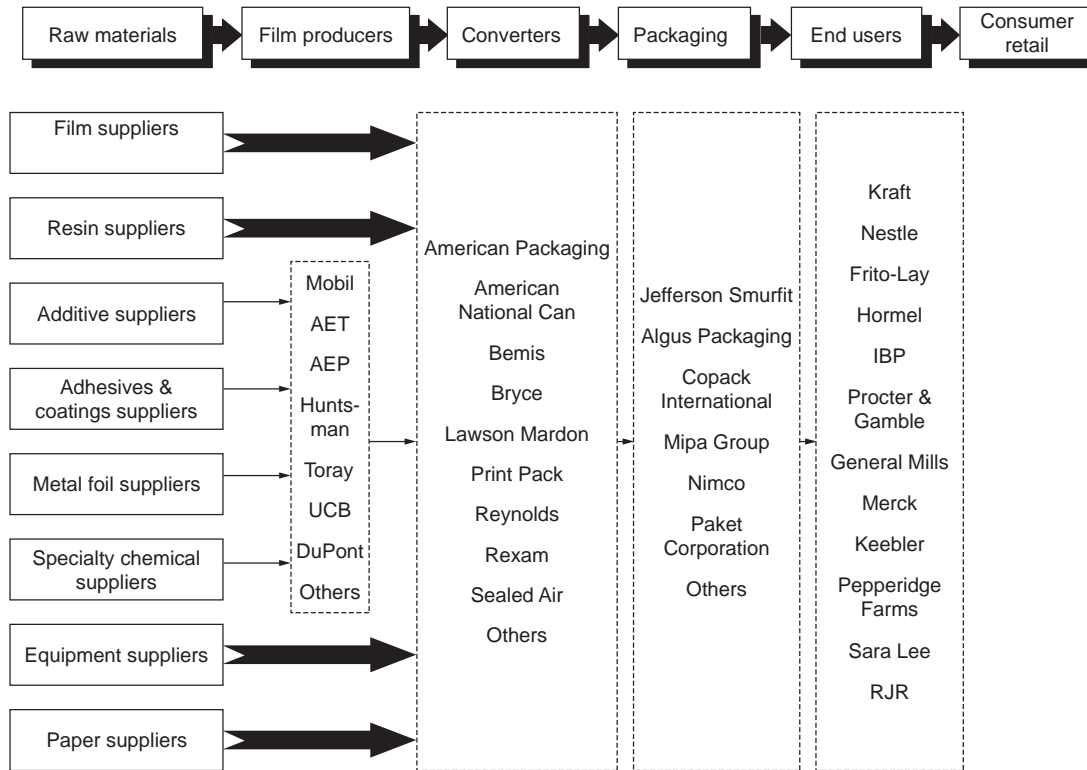 Raw materials
Film producers
Converters
Packaging
End users
Consumer
retail
Film suppliers
Resin suppliers
Additive suppliers
Adhesives &
coatings suppliers
Metal foil suppliers
Specialty chemical
suppliers
Equipment suppliers
Paper suppliers
Mobil
AET
AEP
Hunts-
man
Toray
UCB
DuPont
Others
American Packaging
American
National Can
Bemis
Bryce
Lawson Mardon
Print Pack
Reynolds
Rexam
Sealed Air
Others
Jefferson Smurfit
Algus Packaging
Copack
International
Mipa Group
Nimco
Paket
Corporation
Others
Kraft
Nestle
Frito-Lay
Hormel
IBP
Procter &
Gamble
General Mills
Merck
Keebler
Pepperidge
Farms
Sara Lee
RJR